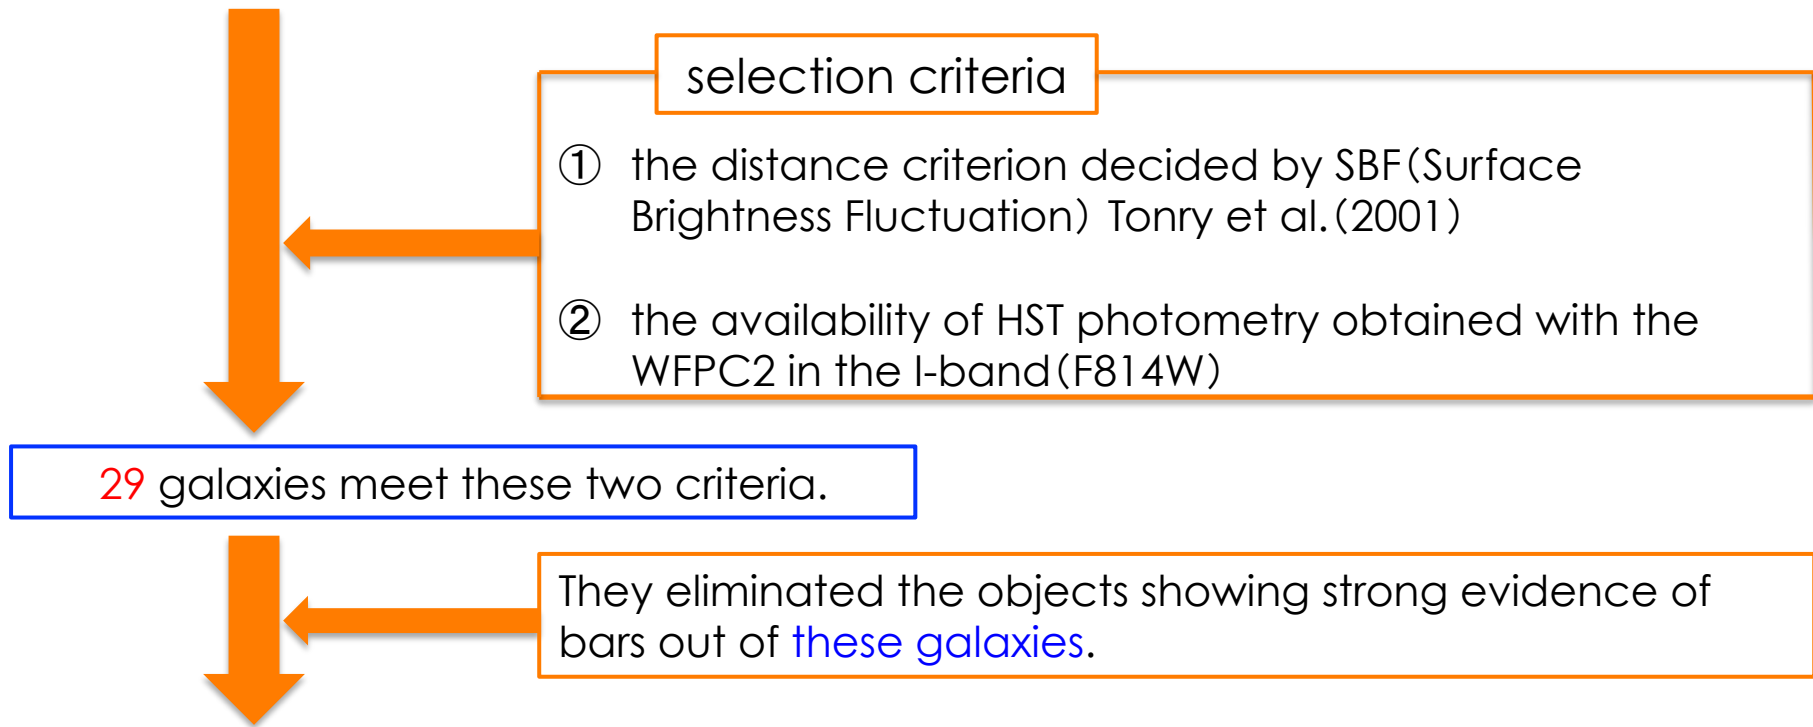 selection criteria
① the distance criterion decided by SBF(Surface
Brightness Fluctuation) Tonry et al.(2001)
② the availability of HST photometry obtained with the
WFPC2 in the I-band(F814W)
29 galaxies meet these two criteria.
They eliminated the objects showing strong evidence of
bars out of these galaxies.